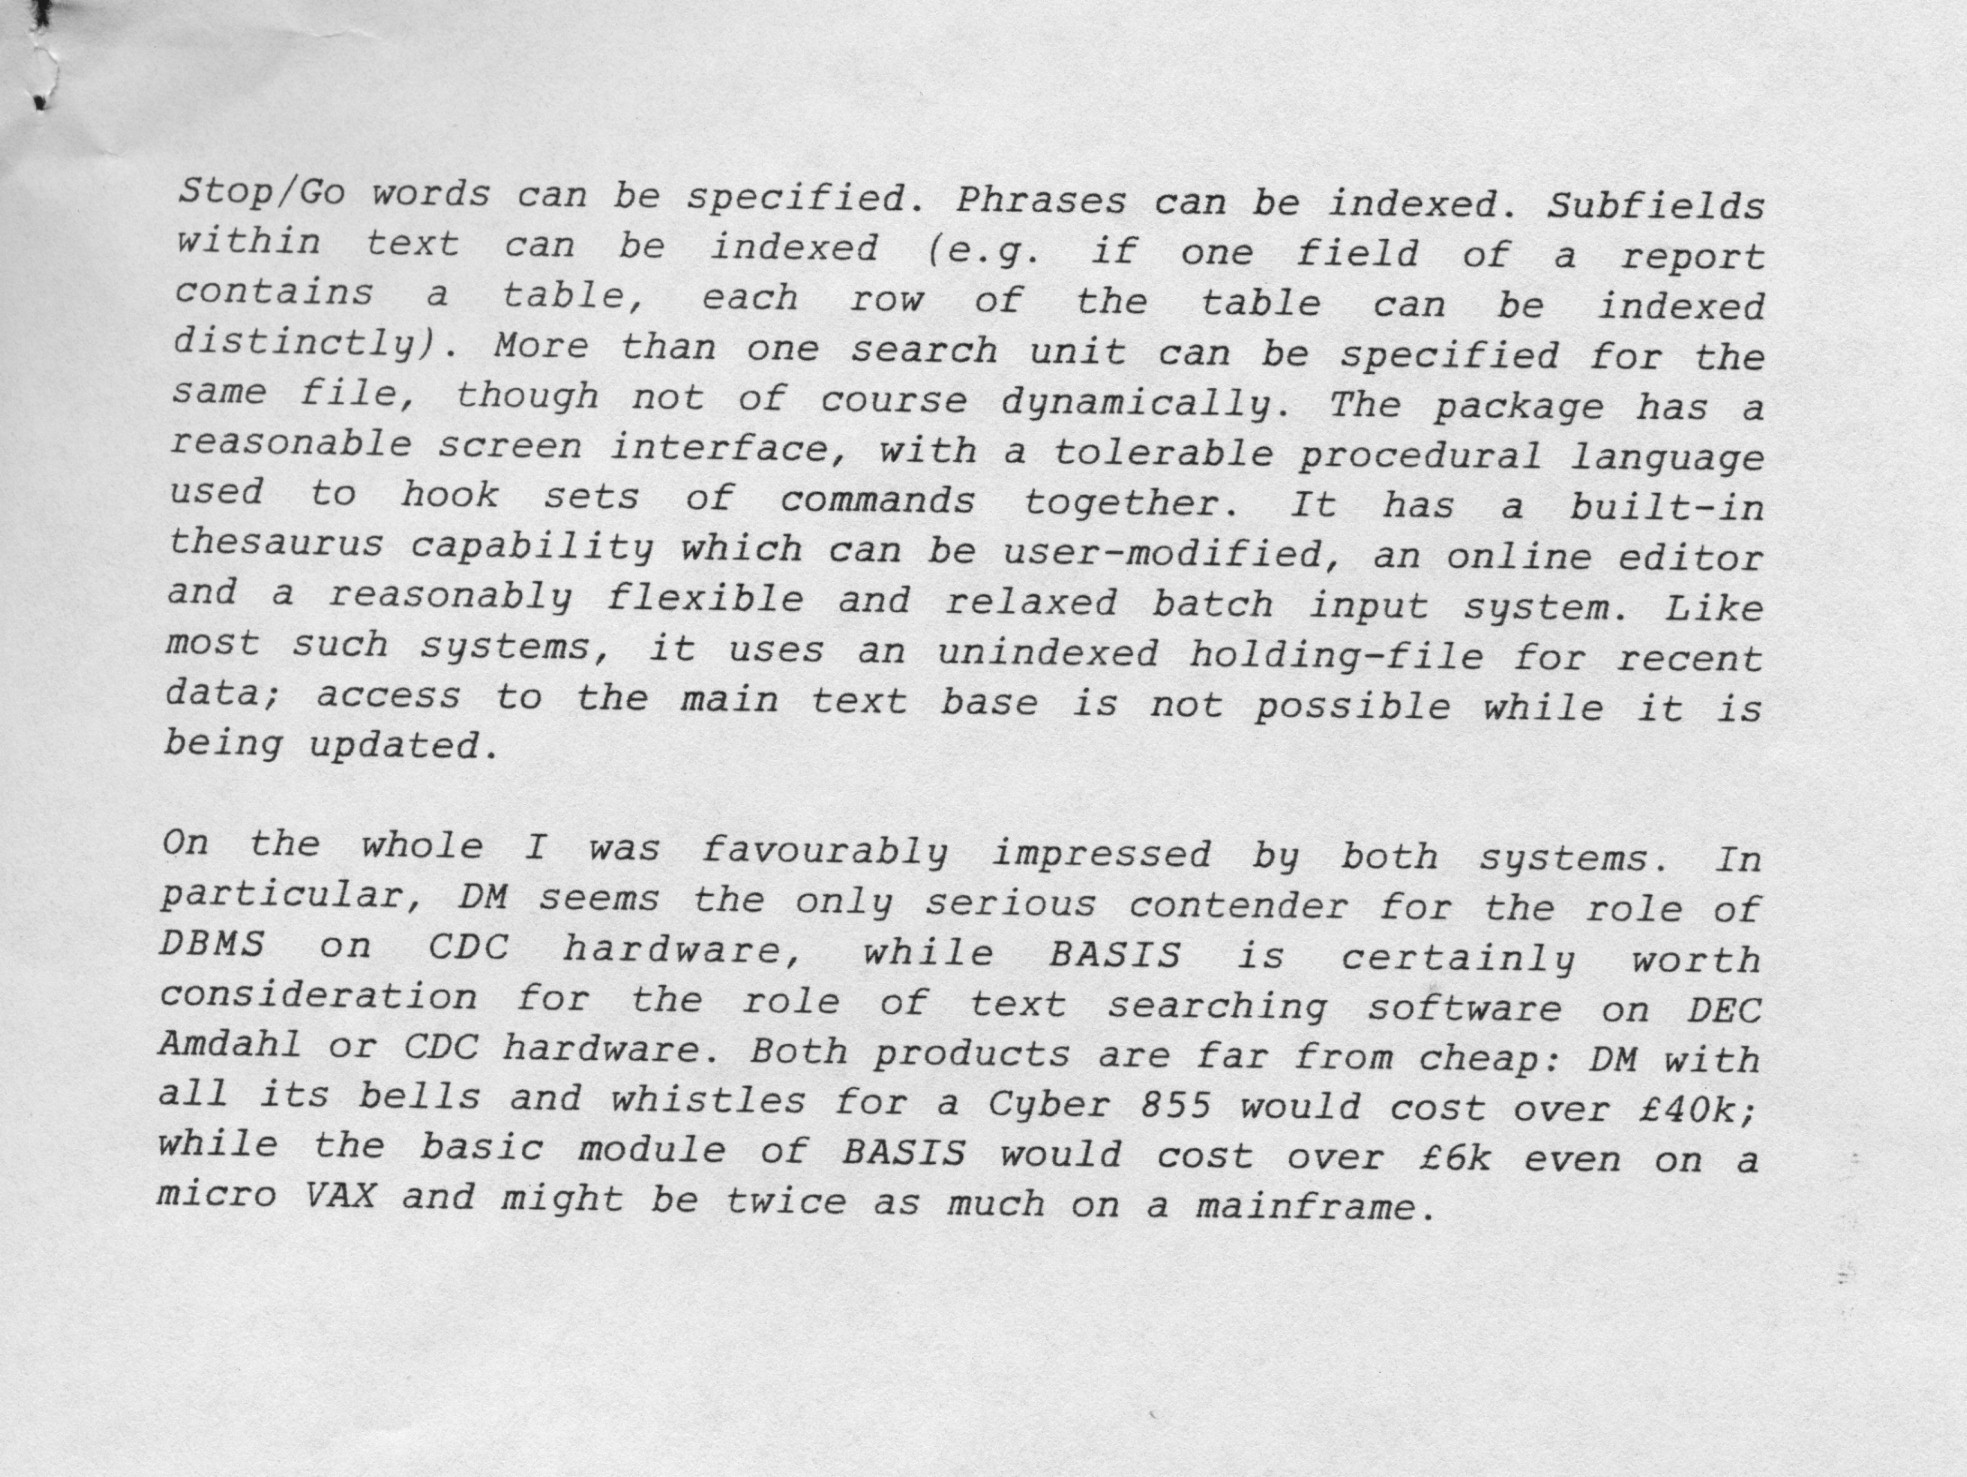 Stop/Go words can be specified. Phrases can be indexed. Subfields
within text can be indexed (e.g. if one field of a report
contains a table, each row of the table can be indexed
distinctly). More than one search unit can be specified for the
same file, though not of course dynamically. The package has a
reasonable screen interface, with a tolerable procedural language
used to hook sets of commands together. It has a built-in
thesaurus capability which can be user-modified, an online editor
and a reasonably flexible and relaxed batch input system. Like
most such systems, it uses an unindexed holding-file for recent
data; access to the main text base is not possible while it is
being updated.

On the whole I was favourably impressed by both systems. In
particular, DM seems the only serious contender for the role of
DBMS on CDC hardware, while BASIS is certainly worth
consideration for the role of text searching software on DEC
Amdahl or CDC hardware. Both products are far from cheap: DM with
all its bells and whistles for a Cyber 855 would cost over £40k;
while the basic module of BASIS would cost over £6k even on a
micro VAX and might be twice as much on a mainframe.